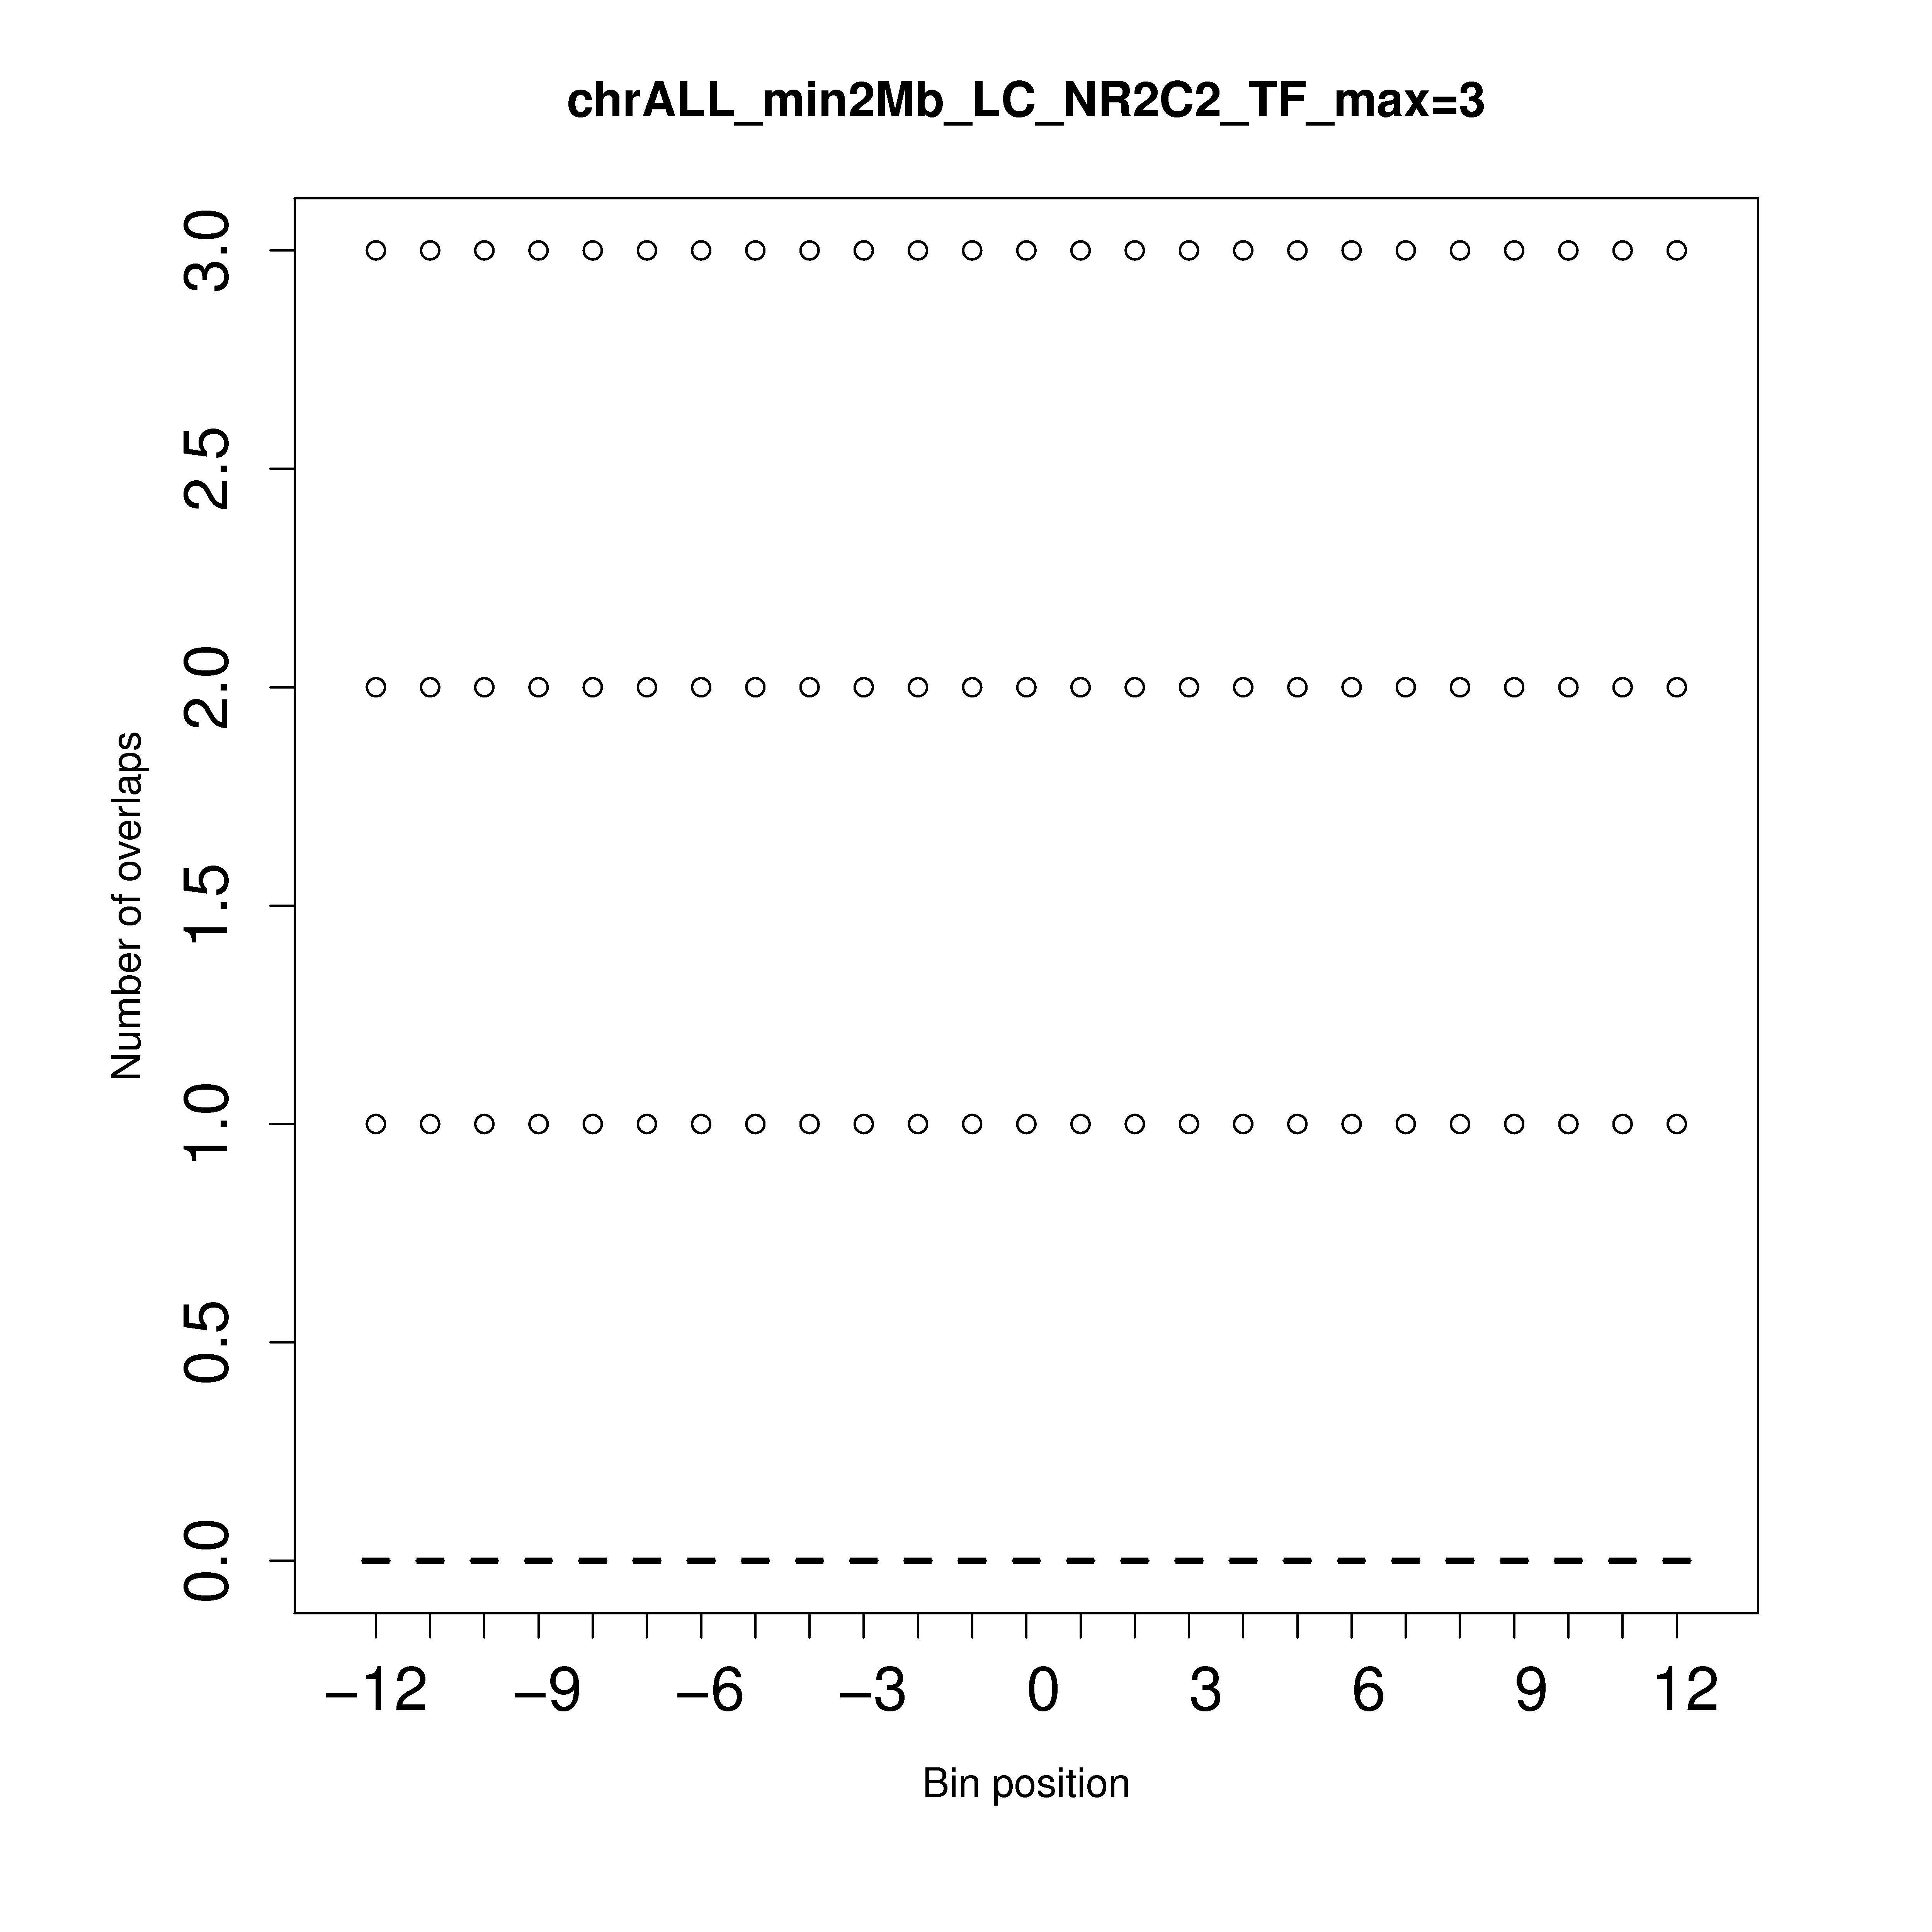 chrALL_min2Mb_LC_NR2C2_TF_max=3
3.0
2.5
2.0
1.5
1.0
0.5
0.0
Number of overlaps
−12 −9 −6 −3 0 3 6 9 12
Bin position